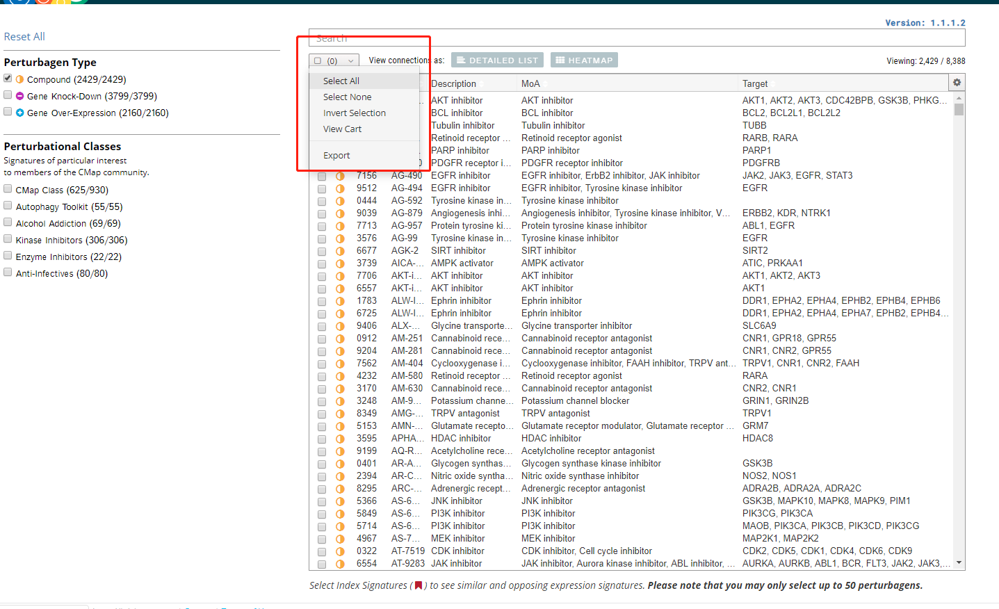 Version: 1.1.1.2
Reset All
Search
(0)
View connections as:
DETAILED LIST
HEATMAP
Viewing: 2,429 / 8,388
Perturbagen Type
Compound (2429/2429)
Gene Knock-Down (3799/3799)
Gene Over-Expression (2160/2160)
Perturbational Classes
Signatures of particular interest
to members of the CMap community.
CMap Class (625/930)
Autophagy Toolkit (55/55)
Alcohol Addiction (69/69)
Kinase Inhibitors (306/306)
Enzyme Inhibitors (22/22)
Anti-Infectives (80/80)
Select All
Select None
Invert Selection
View Cart
Export
Description MoA Target
... AKT inhibitor AKT inhibitor AKT1, AKT2, AKT3, CDC42BPB, GSK3B, PHKG...
BCL inhibitor BCL inhibitor BCL2, BCL2L1, BCL2L2
Tubulin inhibitor Tubulin inhibitor TUBB
Retinoid receptor ... Retinoid receptor agonist RARB, RARA
PARP inhibitor PARP inhibitor PARP1
0 PDGFR receptor i... PDGFR receptor inhibitor PDGFRB
7156 AG-490 EGFR inhibitor EGFR inhibitor, ErbB2 inhibitor, JAK inhibitor JAK2, JAK3, EGFR, STAT3
9512 AG-494 EGFR inhibitor EGFR inhibitor, Tyrosine kinase inhibitor EGFR
0444 AG-592 Tyrosine kinase in... Tyrosine kinase inhibitor
9039 AG-879 Angiogenesis inhi... Angiogenesis inhibitor, Tyrosine kinase inhibitor, V... ERBB2, KDR, NTRK1
7713 AG-957 Protein tyrosine ki... Protein tyrosine kinase inhibitor ABL1, EGFR
3576 AG-99 Tyrosine kinase in... Tyrosine kinase inhibitor EGFR
6677 AGK-2 SIRT inhibitor SIRT inhibitor SIRT2
3739 AICA-... AMPK activator AMPK activator ATIC, PRKAA1
7706 AKT-i... AKT inhibitor AKT inhibitor AKT1, AKT2, AKT3
6557 AKT-i... AKT inhibitor AKT inhibitor AKT1
1783 ALW-I... Ephrin inhibitor Ephrin inhibitor DDR1, EPHA2, EPHA4, EPHB2, EPHB4, EPHB6
6725 ALW-I... Ephrin inhibitor Ephrin inhibitor DDR1, EPHA2, EPHA4, EPHA7, EPHB2, EPHB4...
9406 ALX-... Glycine transporte... Glycine transporter inhibitor SLC6A9
0912 AM-251 Cannabinoid rece... Cannabinoid receptor antagonist CNR1, GPR18, GPR55
9204 AM-281 Cannabinoid rece... Cannabinoid receptor antagonist CNR1, CNR2, GPR55
7562 AM-404 Cyclooxygenase i... Cyclooxygenase inhibitor, FAAH inhibitor, TRPV ant... TRPV1, CNR1, CNR2, FAAH
4232 AM-580 Retinoid receptor ... Retinoid receptor agonist RARA
3170 AM-630 Cannabinoid rece... Cannabinoid receptor antagonist CNR2, CNR1
3248 AM-9... Potassium channe... Potassium channel blocker GRIN1, GRIN2B
8349 AMG-... TRPV antagonist TRPV antagonist TRPV1
5153 AMN-... Glutamate recepto... Glutamate receptor modulator, Glutamate receptor ... GRM7
3595 APHA... HDAC inhibitor HDAC inhibitor HDAC8
9199 AQ-R... Acetylcholine rece... Acetylcholine receptor antagonist
0401 AR-A... Glycogen synthas... Glycogen synthase kinase inhibitor GSK3B
2394 AR-C... Nitric oxide syntha... Nitric oxide synthase inhibitor NOS2, NOS1
8295 ARC-... Adrenergic recept... Adrenergic receptor antagonist ADRA2B, ADRA2A, ADRA2C
5366 AS-6... JNK inhibitor JNK inhibitor GSK3B, MAPK10, MAPK8, MAPK9, PIM1
5849 AS-6... PI3K inhibitor PI3K inhibitor PIK3CG, PIK3CA
5714 AS-6... PI3K inhibitor PI3K inhibitor MAOB, PIK3CA, PIK3CB, PIK3CD, PIK3CG
4967 AS-7... MEK inhibitor MEK inhibitor MAP2K1, MAP2K2
0322 AT-7519 CDK inhibitor CDK inhibitor, Cell cycle inhibitor CDK2, CDK5, CDK1, CDK4, CDK6, CDK9
6554 AT-9283 JAK inhibitor JAK inhibitor, Aurora kinase inhibitor, ABL inhibitor, ... AURKA, AURKB, ABL1, BCR, FLT3, JAK2, JAK3,...
Select Index Signatures ( ) to see similar and opposing expression signatures. Please note that you may only select up to 50 perturbagens.